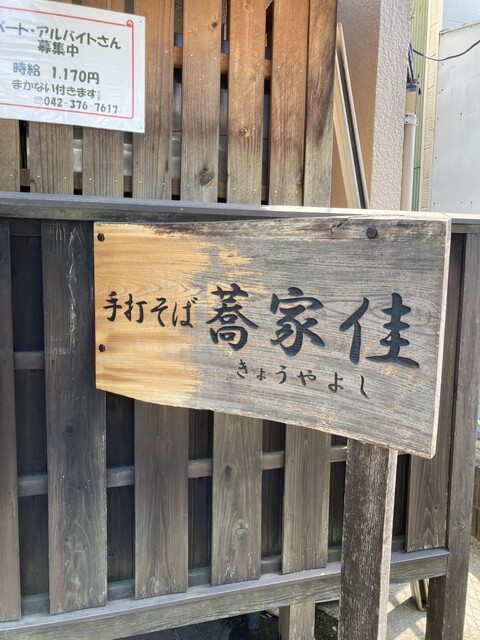 パート・アルバイトさん
募集中
時給 1,170円
まかない付きます!
☎042-376-7617
手打そば 蕎家佳
きょうやよし